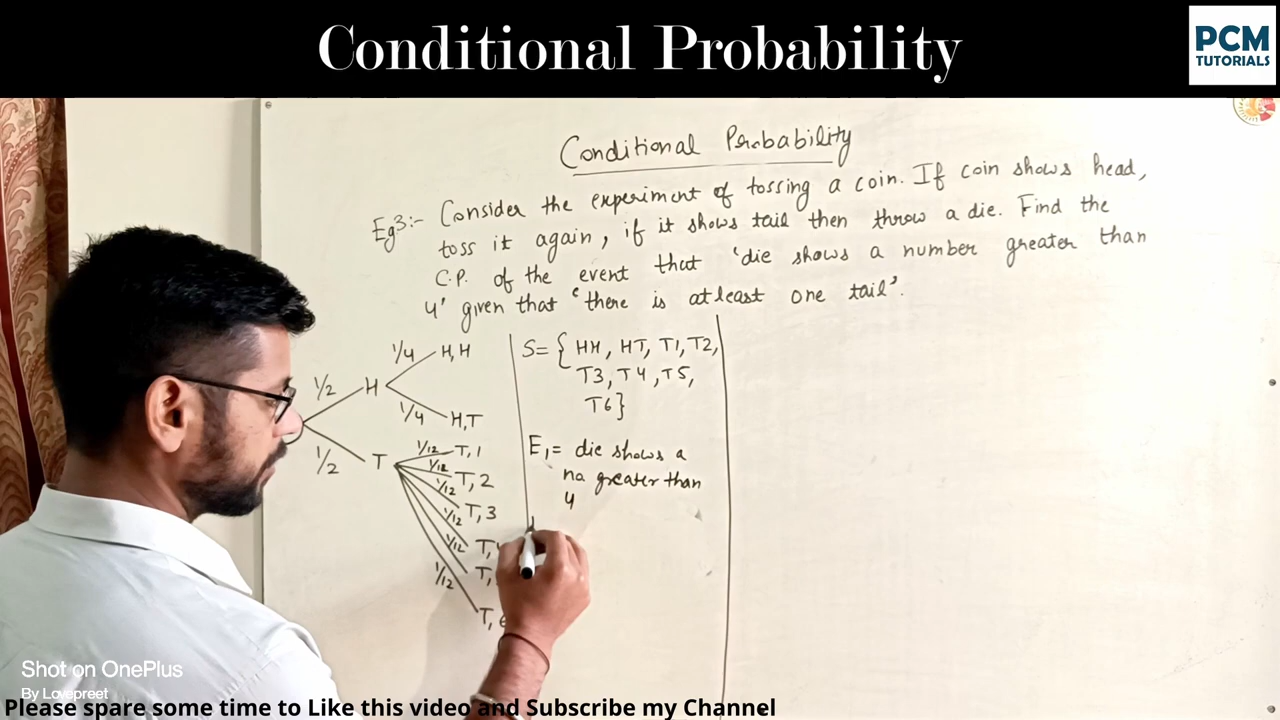 Conditional Probability
PCM
TUTORIALS
Conditional Probability
Eg3:- Consider the experiment of tossing a coin. If coin shows head,
toss it again, if it shows tail then throw a die. Find the
C.P. of the event that 'die shows a number greater than
4' given that 'there is atleast one tail'.
1/2 H 1/4 H,H
1/4 H,T
1/2 T 1/12 T,1
1/12 T,2
1/12 T,3
1/12 T,
1/12 T,
1/12 T,6
S= { HH, HT, T1, T2,
T3, T4, T5,
T6}
E1= die shows a
no greater than
4
Shot on OnePlus
By Lovepreet
Please spare some time to Like this video and Subscribe my Channel